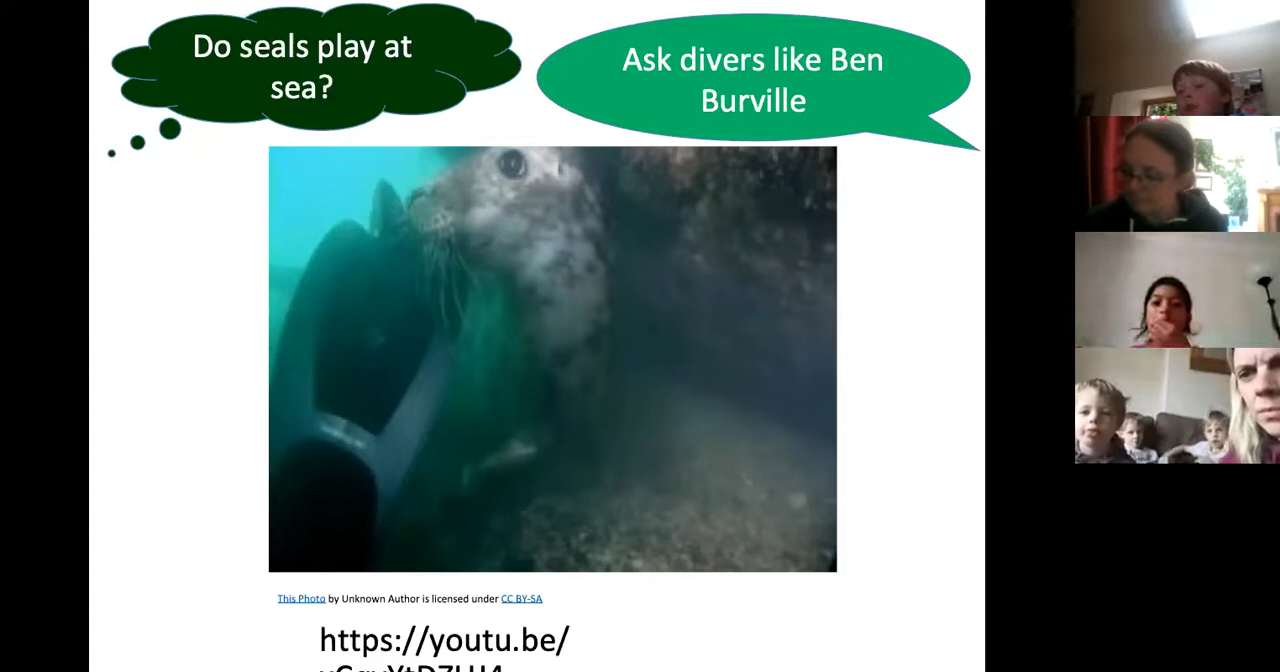 Do seals play at
sea?
Ask divers like Ben
Burville
This Photo by Unknown Author is licensed under CC BY-SA
https://youtu.be/